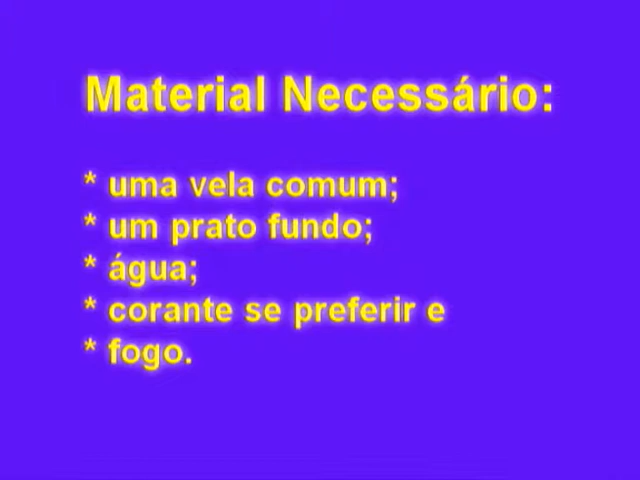 Material Necessário:
* uma vela comum;
* um prato fundo;
* água;
* corante se preferir e
* fogo.